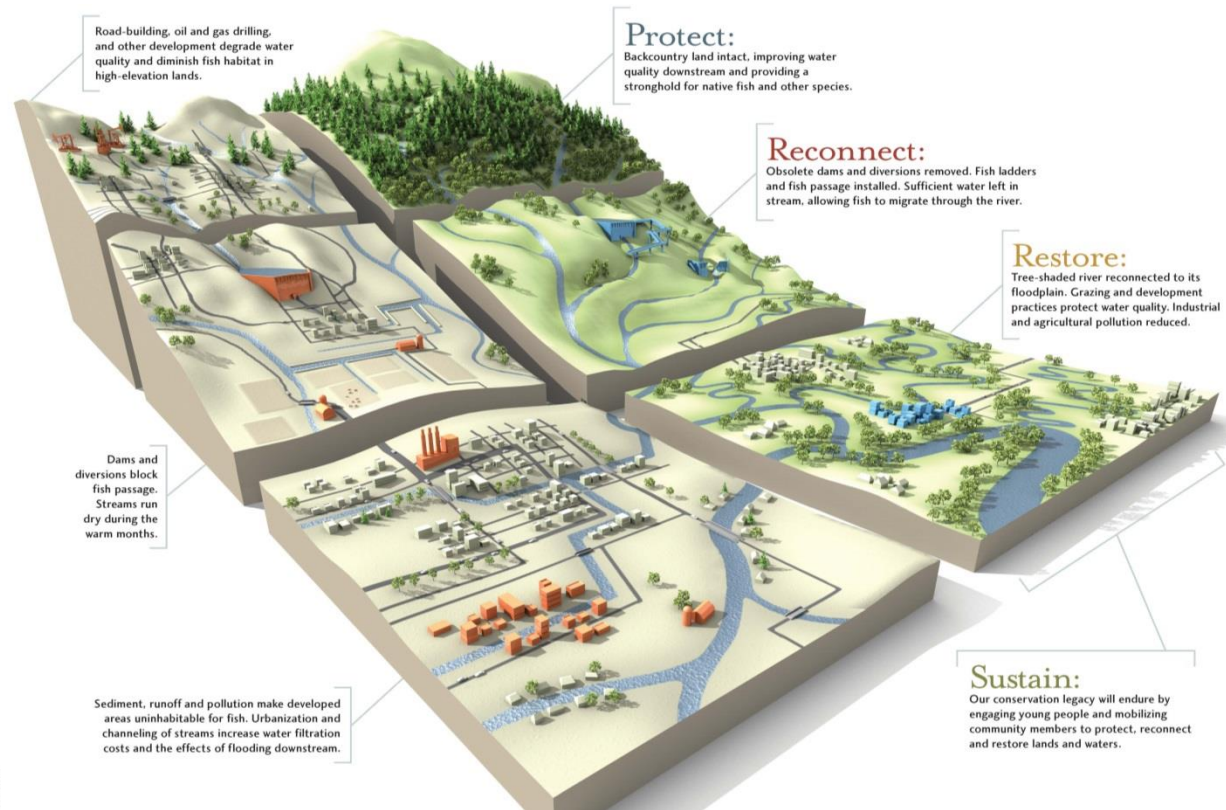 Road-building, oil and gas drilling,
and other development degrade water
quality and diminish fish habitat in
high-elevation lands.
Protect:
Backcountry land intact, improving water
quality downstream and providing a
stronghold for native fish and other species.
Reconnect:
Obsolete dams and diversions removed. Fish ladders
and fish passage installed. Sufficient water left in
stream, allowing fish to migrate through the river.
Restore:
Tree-shaded river reconnected to its
floodplain. Grazing and development
practices protect water quality. Industrial
and agricultural pollution reduced.
Dams and
diversions block
fish passage.
Streams run
dry during the
warm months.
Sediment, runoff and pollution make developed
areas uninhabitable for fish. Urbanization and
channeling of streams increase water filtration
costs and the effects of flooding downstream.
Sustain:
Our conservation legacy will endure by
engaging young people and mobilizing
community members to protect, reconnect
and restore lands and waters.